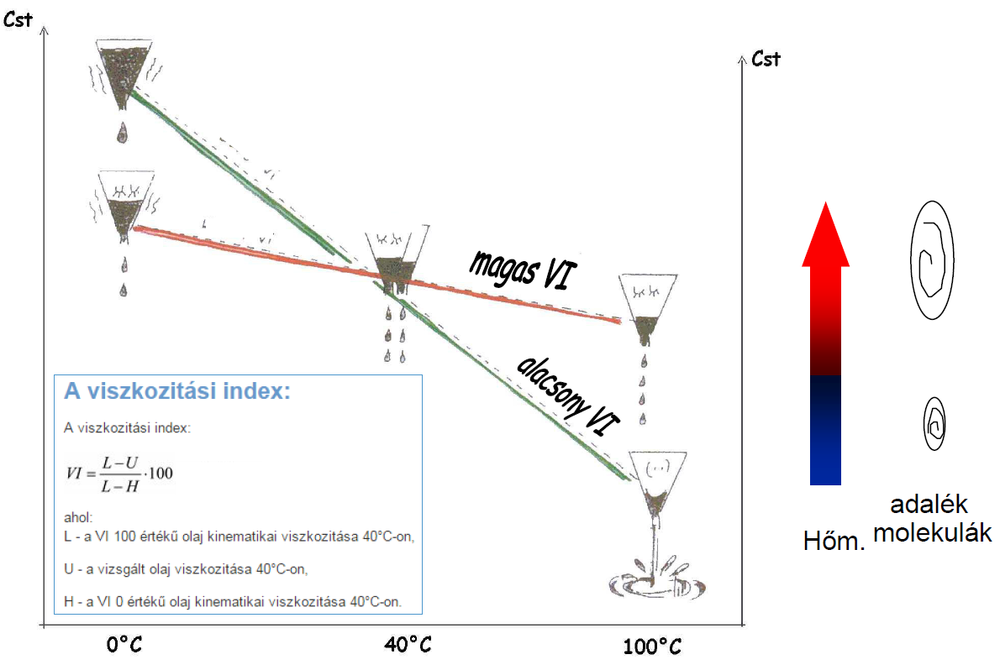 Cst
Cst
magas VI
alacsony VI
A viszkozitási index:
A viszkozitási index:
VI = \frac{L-U}{L-H}·100
ahol:
L - a VI 100 értékű olaj kinematikai viszkozitása 40°C-on,
U - a vizsgált olaj viszkozitása 40°C-on,
H - a VI 0 értékű olaj kinematikai viszkozitása 40°C-on.
0°C
40°C
100°C
Hőm.
adalék
molekulák